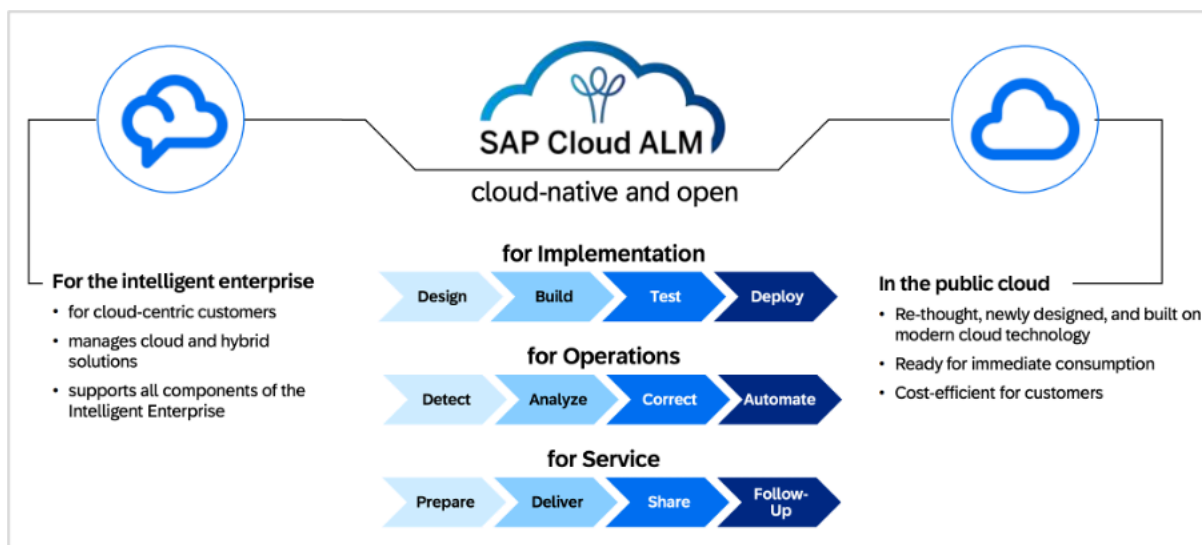 SAP Cloud ALM
cloud-native and open
For the intelligent enterprise
• for cloud-centric customers
• manages cloud and hybrid
solutions
• supports all components of the
Intelligent Enterprise
for Implementation
Design Build Test Deploy
for Operations
Detect Analyze Correct Automate
for Service
Prepare Deliver Share Follow-
Up
In the public cloud
• Re-thought, newly designed, and built on
modern cloud technology
• Ready for immediate consumption
• Cost-efficient for customers